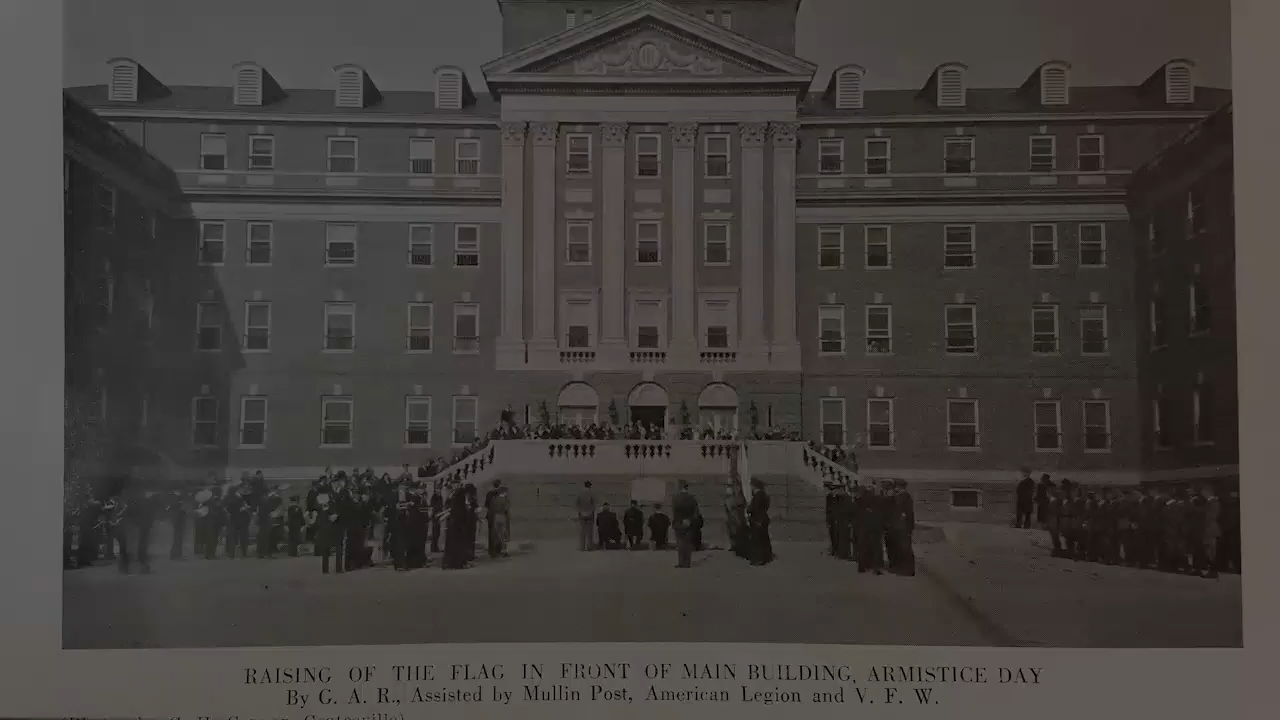 RAISING OF THE FLAG IN FRONT OF MAIN BUILDING, ARMISTICE DAY
By G. A. R., Assisted by Mullin Post, American Legion and V. F. W.